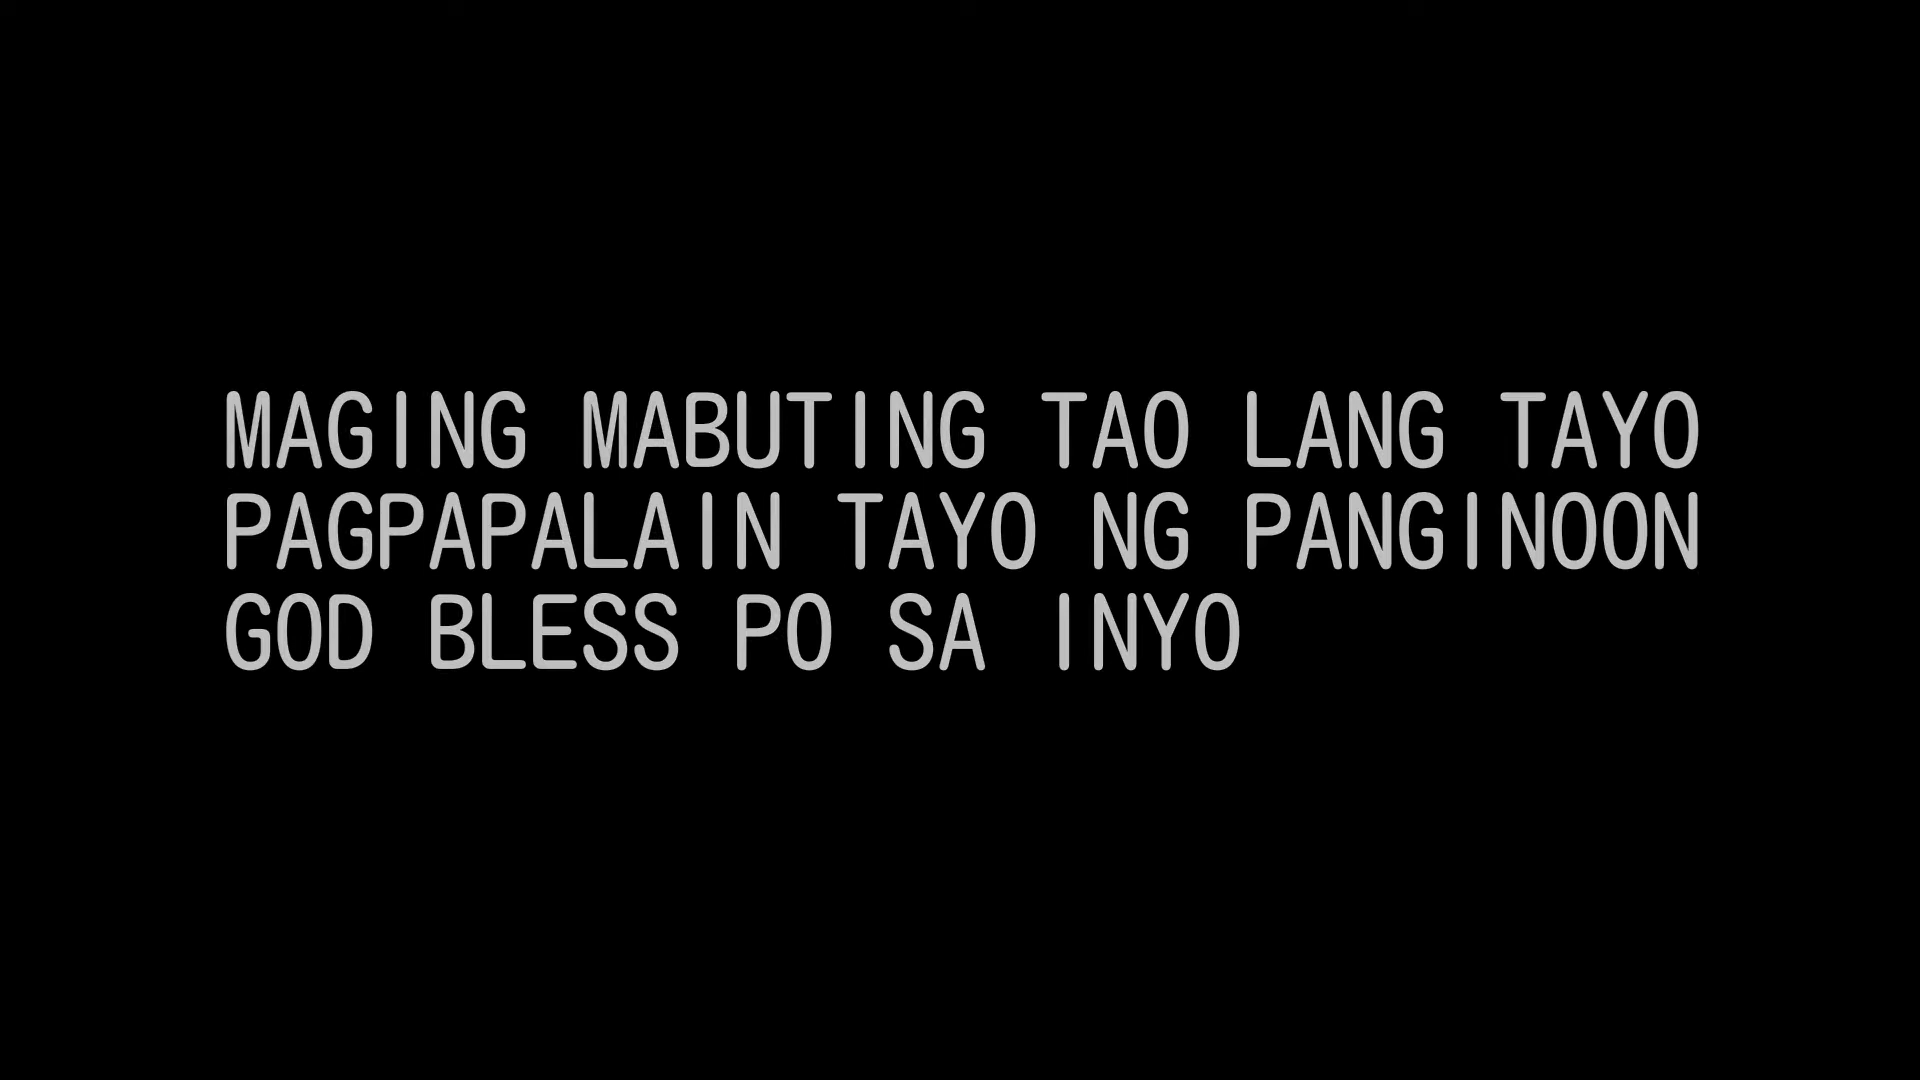 MAGING MABUTING TAO LANG TAYO
PAGPAPALAIN TAYO NG PANGINOON
GOD BLESS PO SA INYO